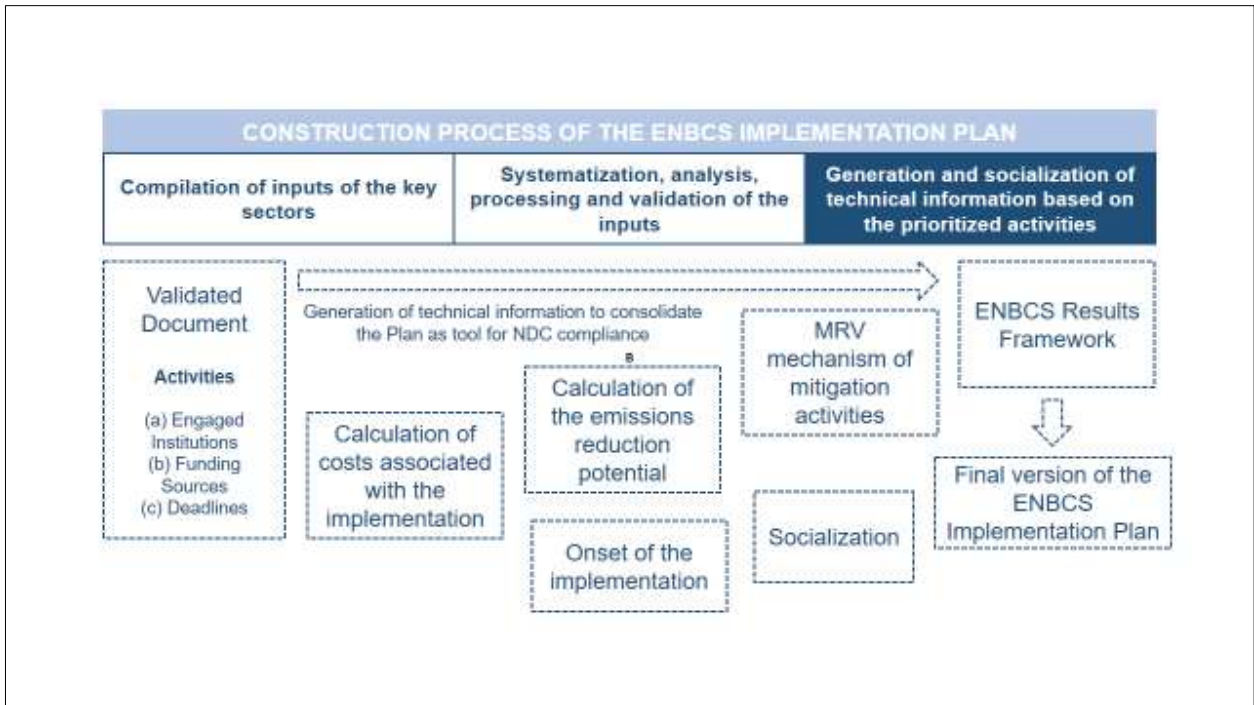 CONSTRUCTION PROCESS OF THE ENBCS IMPLEMENTATION PLAN
Compilation of inputs of the key
sectors
Systematization, analysis,
processing and validation of the
inputs
Generation and socialization of
technical information based on
the prioritized activities
Validated
Document
Activities
(a) Engaged
Institutions
(b) Funding
Sources
(c) Deadlines
Generation of technical information to consolidate
the Plan as tool for NDC compliance
B
Calculation of
costs associated
with the
implementation
Calculation of
the emissions
reduction
potential
Onset of the
implementation
MRV
mechanism of
mitigation
activities
Socialization
ENBCS Results
Framework
Final version of the
ENBCS
Implementation Plan